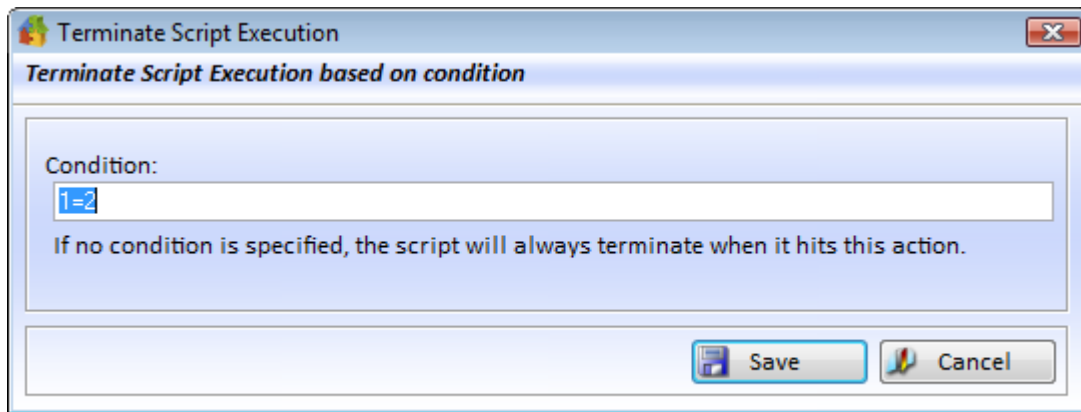 Terminate Script Execution
Terminate Script Execution based on condition
Condition:
1=2
If no condition is specified, the script will always terminate when it hits this action.
Save
Cancel